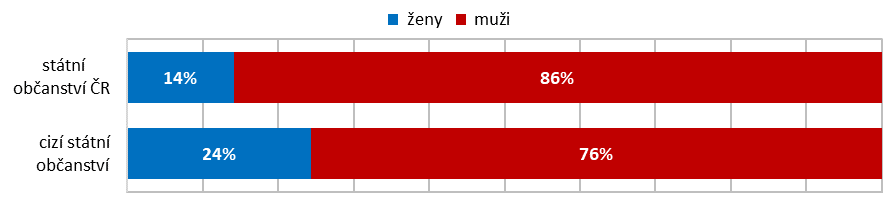 ženy muži
státní
občanství ČR
14% 86%
cizí státní
občanství
24% 76%